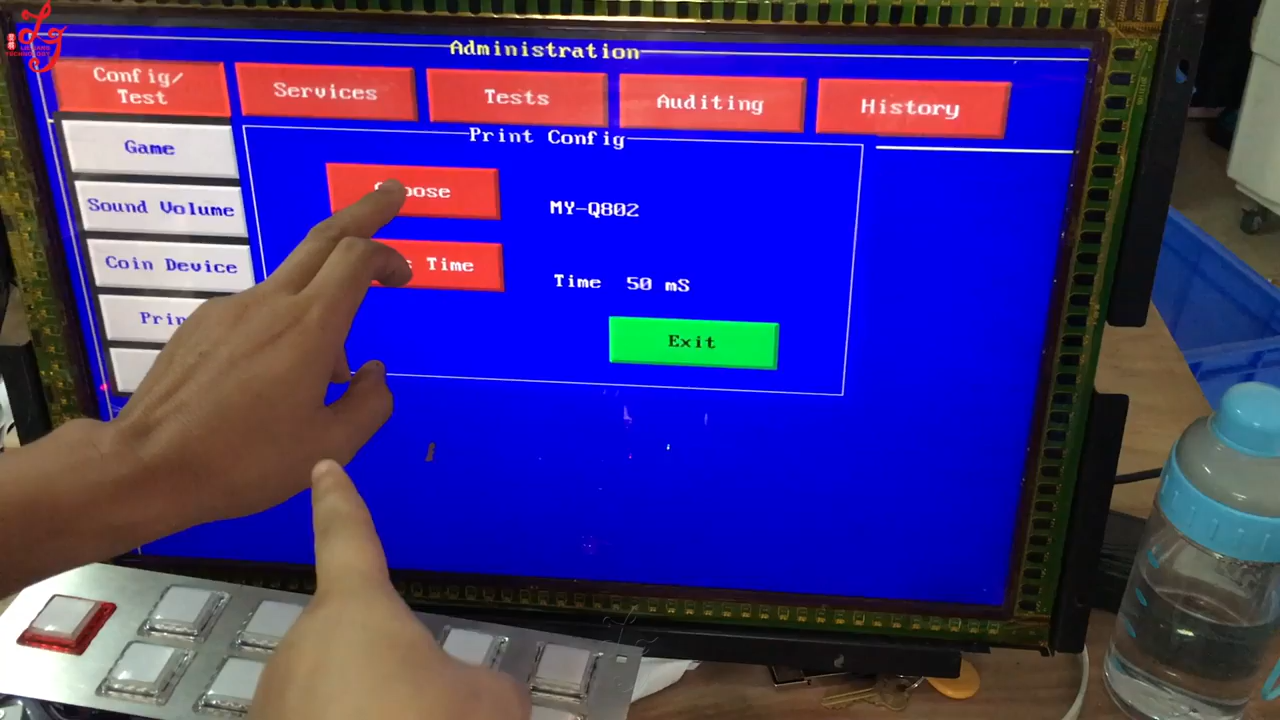 Administration
Config/
Test
Services
Tests
Auditing
History
Print Config
Game
Sound Volume
Coin Device
MY-Q802
Time
Time 50 mS
Exit